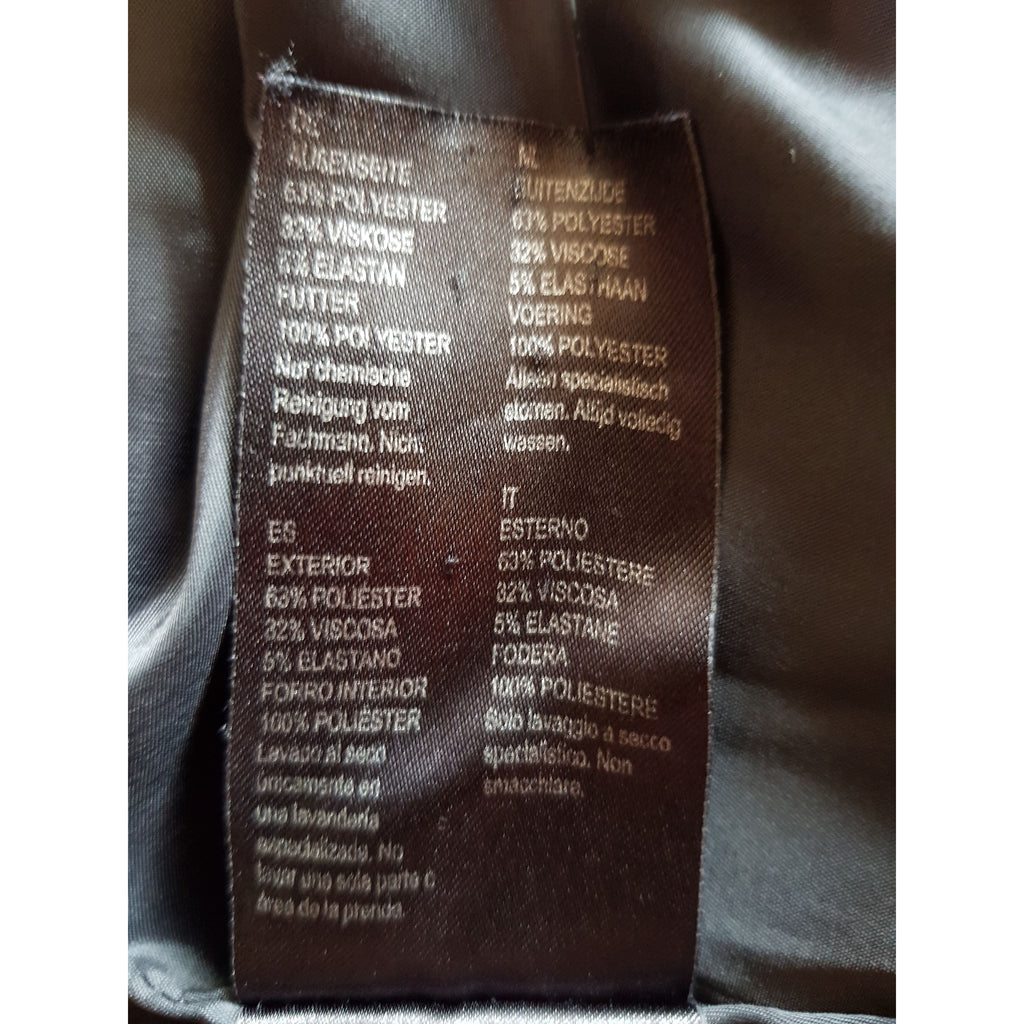 DE
AUßENSEITE
63% POLYESTER
32% VISKOSE
5% ELASTAN
FUTTER
100% POLYESTER
Nur chemische
Reinigung vom
Fachmann. Nicht
punktuell reinigen.
ES
EXTERIOR
63% POLIESTER
32% VISCOSA
5% ELASTANO
FORRO INTERIOR
100% POLIÉSTER
Lavado al seco
únicamente en
una lavandería
especializada. No
lavar una sola parte o
área de la prenda.
NL
BUITENZIJDE
63% POLYESTER
32% VISCOSE
5% ELASTHAAN
VOERING
100% POLYESTER
Alleen specialistisch
stomen. Altijd volledig
wassen.
IT
ESTERNO
63% POLIESTERE
32% VISCOSA
5% ELASTANE
FODERA
100% POLIESTERE
Solo lavaggio a secco
specialistico. Non
smacchiare.